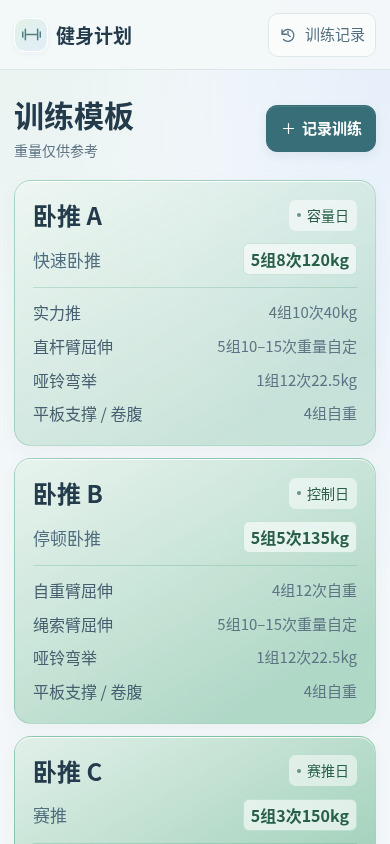 健身计划
训练记录
训练模板
重量仅供参考
+ 记录训练
卧推 A
• 容量日
快速卧推
5组8次120kg
实力推
4组10次40kg
直杆臂屈伸
5组10–15次重量自定
哑铃弯举
1组12次22.5kg
平板支撑 / 卷腹
4组自重
卧推 B
• 控制日
停顿卧推
5组5次135kg
自重臂屈伸
4组12次自重
绳索臂屈伸
5组10–15次重量自定
哑铃弯举
1组12次22.5kg
平板支撑 / 卷腹
4组自重
卧推 C
• 赛推日
赛推
5组3次150kg